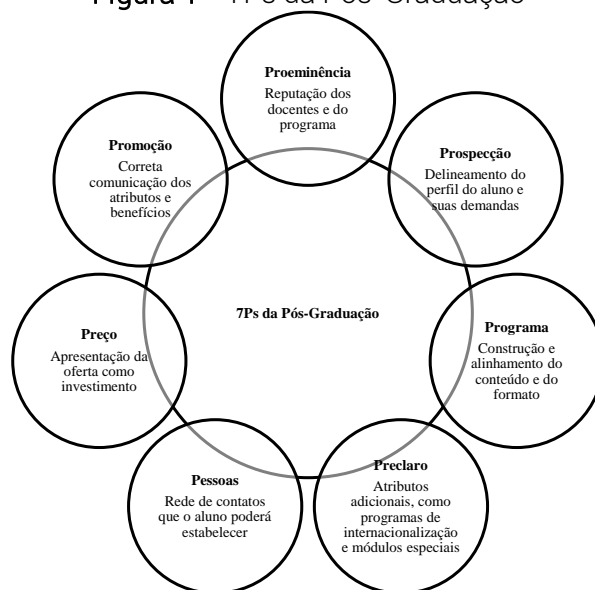 Figura 1 - 7Ps da Pós-Graduação
Proeminência
Reputação dos
docentes e do
programa
Prospecção
Delineamento do
perfil do aluno e
suas demandas
Programa
Construção e
alinhamento do
conteúdo e do
formato
Preclaro
Atributos
adicionais, como
programas de
internacionalização
e módulos especiais
Pessoas
Rede de contatos
que o aluno poderá
estabelecer
Preço
Apresentação da
oferta como
investimento
Promoção
Correta
comunicação dos
atributos e
benefícios
7Ps da Pós-Graduação